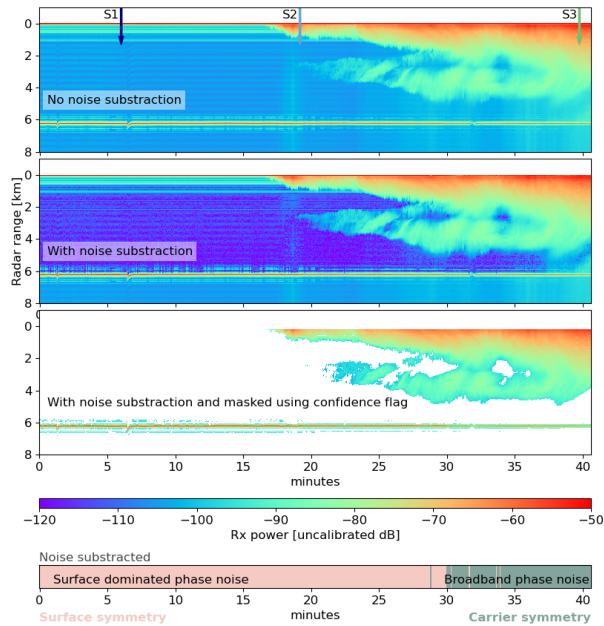 S1
S2
S3
0
2
4
6
8
No noise substraction
0
2
4
6
8
With noise substraction
Radar range [km]
0
0
2
4
6
8
With noise substraction and masked using confidence flag
0 5 10 15 20 25 30 35 40
minutes
−120 −110 −100 −90 −80 −70 −60 −50
Rx power [uncalibrated dB]
Noise substracted
Surface dominated phase noise
Broadband phase noise
0 5 10 15 20 25 30 35 40
Surface symmetry
minutes
Carrier symmetry